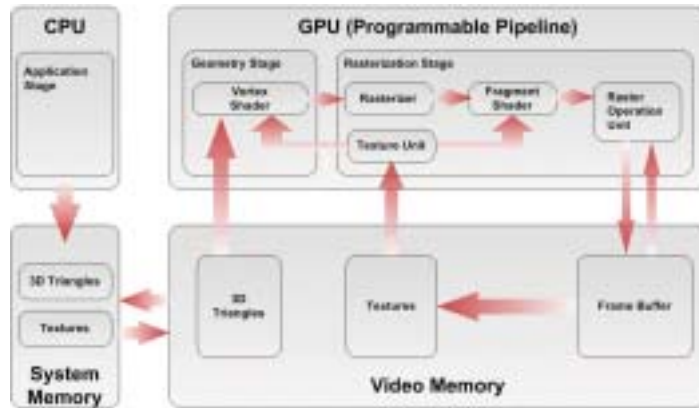 CPU
Application
Stage
GPU (Programmable Pipeline)
Geometry Stage
Vertex
Shader
Rasterization Stage
Rasterizer
Fragment
Shader
Raster
Operation
Unit
Texture Unit
3D Triangles
Textures
System
Memory
3D
Triangles
Textures
Frame Buffer
Video Memory